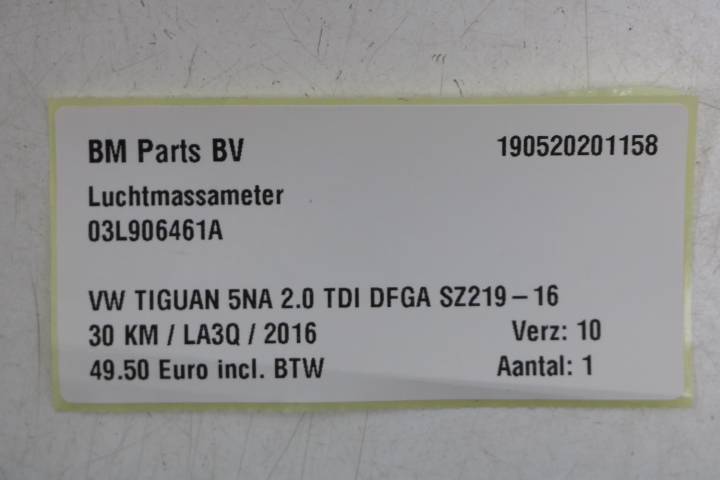 BM Parts BV 190520201158
Luchtmassameter
03L906461A
VW TIGUAN 5NA 2.0 TDI DFGA SZ219-16
30 KM / LA3Q / 2016 Verz: 10
49.50 Euro incl. BTW Aantal: 1